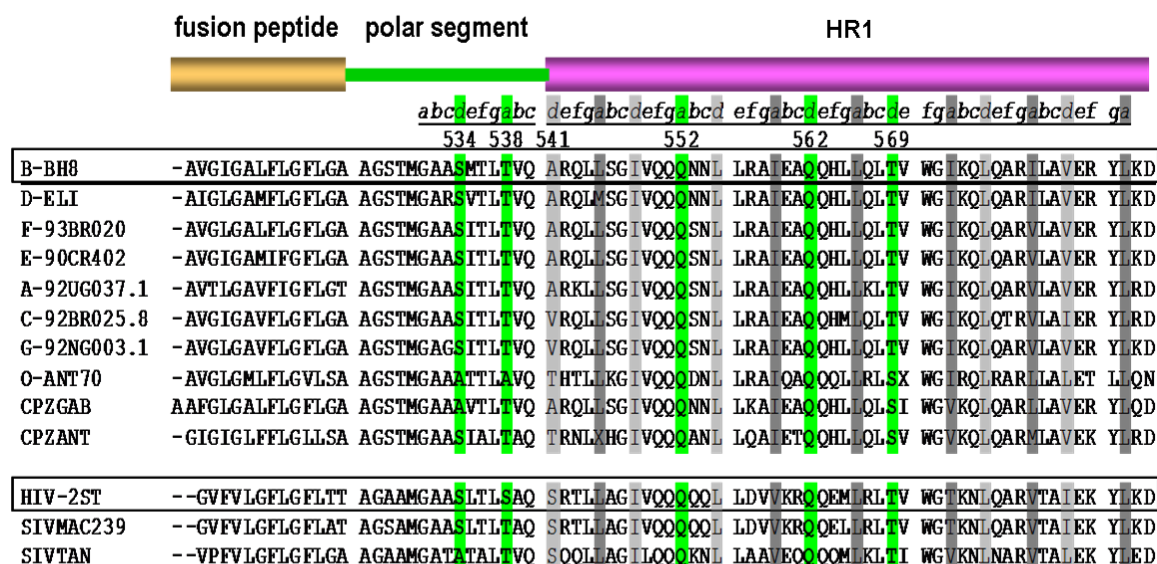 fusion peptide polar segment HR1
abcdefgabc defgabcdefgabcd efgabcdefgabcde fgabcdefgabcdef ga
534 538 541 552 562 569
B-BH8 -AVGIGALFLGFLGA AGSTMGAASMTLTVQ ARQLLSGIVQQQNNL LRAIEAQQHLLQLTV WGIKQLQARILAVER YLKD
D-ELI -AIGLGAMFLGFLGA AGSTMGARSVTLTVQ ARQLMSGIVQQQNNL LRAIEAQQHLLQLTV WGIKQLQARILAVER YLKD
F-93BR020 -AVGLGALFLGFLGA AGSTMGAASITLTVQ ARQLLSGIVQQQSNL LRAIEAQQHLLQLTV WGIKQLQARVLAVER YLKD
E-90CR402 -AVGIGAMIFGFLGA AGSTMGAASITLTVQ ARQLLSGIVQQQSNL LRAIEAQQHLLQLTV WGIKQLQARVLAVER YLKD
A-92UG037.1 -AVTLGAVFIGFLGT AGSTMGAASITLTVQ ARKLLSGIVQQQSNL LRAIEAQQHLLKLTV WGIKQLQARVLAVER YLRD
C-92BR025.8 -AVGIGAVFLGFLGA AGSTMGAASITLTVQ VRQLLSGIVQQQSNL LRAIEAQQHMLQLTV WGIKQLQTRVLAIER YLRD
G-92NG003.1 -AVGLGAVFLGFLGA AGSTMGAGSITLTVQ VRQLLSGIVQQQSNL LRAIEAQQHLLQLTV WGIKQLQARVLAVER YLRD
O-ANT70 -AVGLGMLFLGVLSA AGSTMGAAATTLAVQ THTLLKGIVQQQDNL LRAIQAQQQLLRLSX WGIRQLRARLLALET LLQN
CPZGAB AAFGLGALFLGFLGA AGSTMGAAAVTLTVQ ARQLLSGIVQQQNNL LKAIEAQQHLLQLSI WGVKQLQARLLAVER YLQD
CPZANT -GIGIGLFFLGLLSA AGSTMGAASIALTAQ TRNLXHGIVQQQANL LQAIETQQHLLQLSV WGVKQLQARMLAVEK YLRD
HIV-2ST --GVFVLGFLGFLTT AGAAMGAASLTLSAQ SRTLLAGIVQQQQQL LDVVKRQQEMLRLTV WGTKNLQARVTAIEK YLKD
SIVMAC239 --GVFVLGFLGFLAT AGSAMGAASLTLTAQ SRTLLAGIVQQQQQL LDVVKRQQELLRLTV WGTKNLQARVTAIEK YLKD
SIVTAN --VPFVLGFLGFLGA AGAAMGATATALTVQ SQQLLAGILQQQKNL LAAVEQQQQMLKLTI WGVKNLNARVTALEK YLED